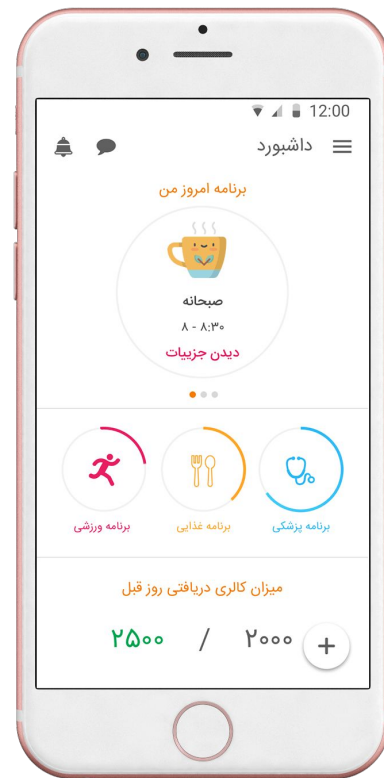 12:00
داشبورد
برنامه امروز من
صبحانه
۸ - ۸:۳۰
دیدن جزییات
برنامه پزشکی
برنامه غذایی
برنامه ورزشی
میزان کالری دریافتی روز قبل
۲۰۰۰ / ۲۵۰۰
+